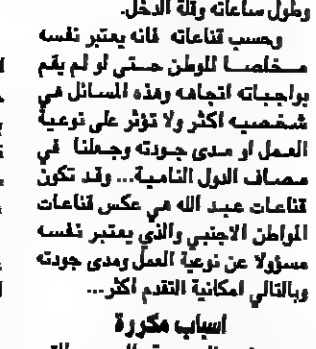 وطول ساعاته وقلة الدخل.
وحسب قناعاته فانه يعتبر نفسه
مخلصا للوطن حتى لو لم يقم
بواجباته اتجاهه وهذه المسائل هي
شخصيه اكثر ولا تؤثر على نوعية
العمل او مدى جودته وجعلنا في
مصاف الدول النامية... وقد تكون
قناعات عبد الله هي عكس قناعات
المواطن الاجنبي والذي يعتبر نفسه
مسؤولا عن نوعية العمل ومدى جودته
وبالتالي امكانية التقدم اكثر...
اسباب مكررة